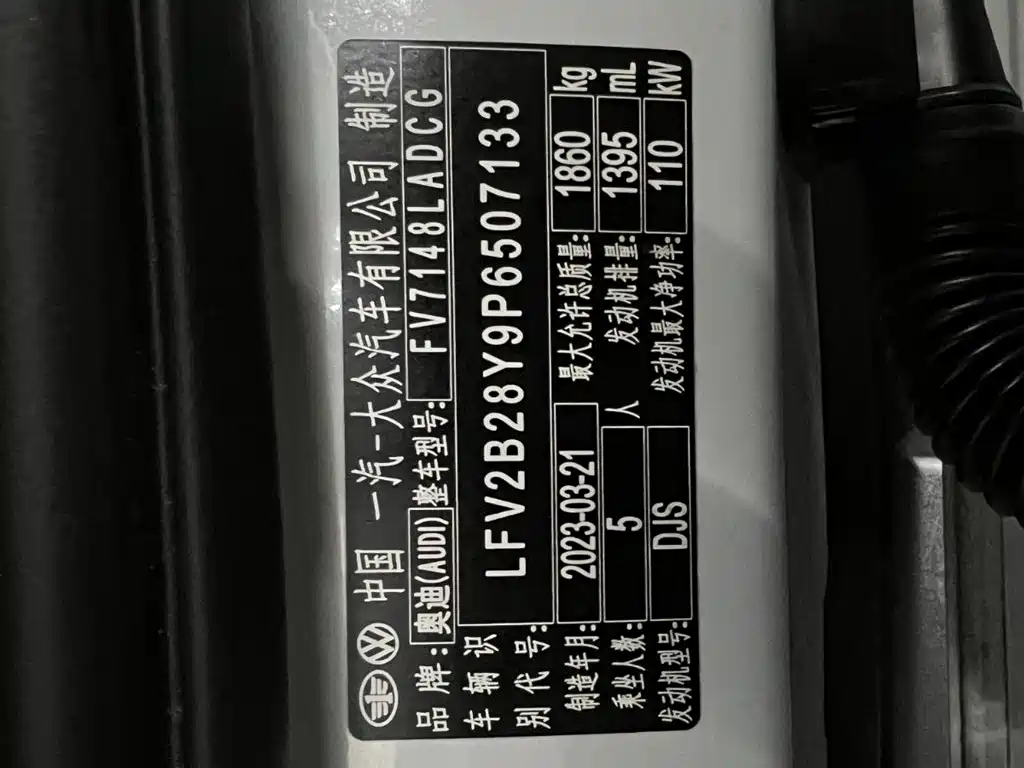 中国 一汽-大众汽车有限公司 制造
品牌:奥迪(AUDI) 整车型号:FV7148LADCG
车辆识别代号:LFV2B28Y9P6507133
制造年月:2023-03-21 最大允许总质量:1860 kg
乘坐人数:5 人 发动机排量:1395 mL
发动机型号:DJS 发动机最大净功率:110 kW